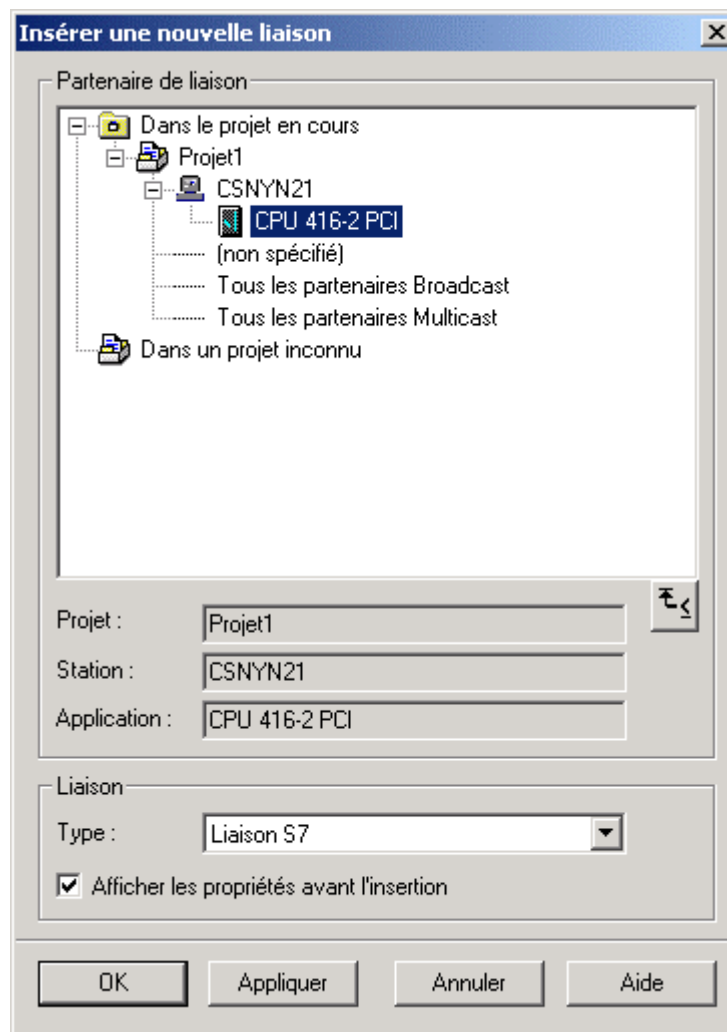 Insérer une nouvelle liaison
Partenaire de liaison
Dans le projet en cours
Projet1
CSNYN21
CPU 416-2 PCI
(non spécifié)
Tous les partenaires Broadcast
Tous les partenaires Multicast
Dans un projet inconnu
Projet : Projet1
Station : CSNYN21
Application : CPU 416-2 PCI
Liaison
Type : Liaison S7
Afficher les propriétés avant l'insertion
OK Appliquer Annuler Aide